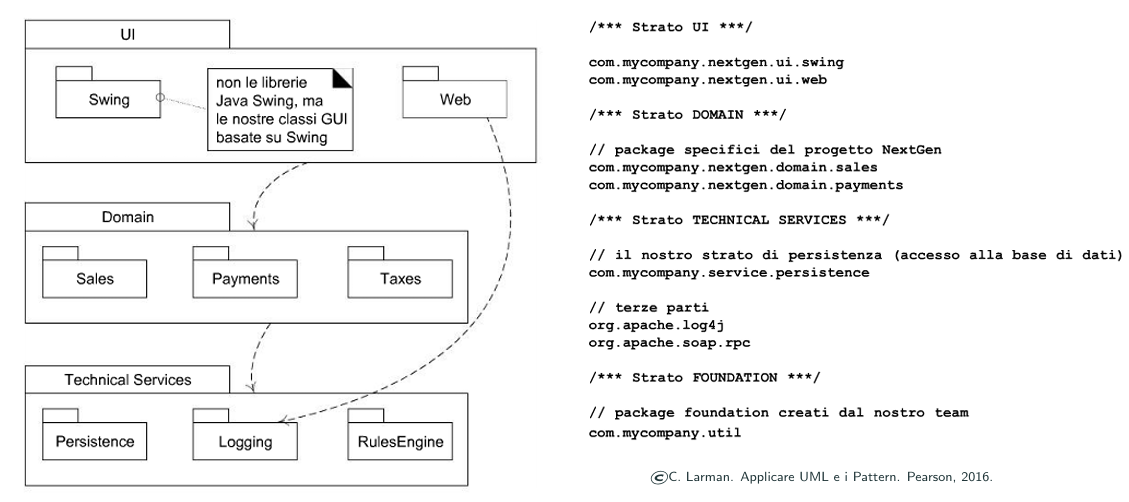 UI
Swing
non le librerie
Java Swing, ma
le nostre classi GUI
basate su Swing
Web
Domain
Sales
Payments
Taxes
Technical Services
Persistence
Logging
RulesEngine
/*** Strato UI ***/
com.mycompany.nextgen.ui.swing
com.mycompany.nextgen.ui.web
/*** Strato DOMAIN ***/
// package specifici del progetto NextGen
com.mycompany.nextgen.domain.sales
com.mycompany.nextgen.domain.payments
/*** Strato TECHNICAL SERVICES ***/
// il nostro strato di persistenza (accesso alla base di dati)
com.mycompany.service.persistence
// terze parti
org.apache.log4j
org.apache.soap.rpc
/*** Strato FOUNDATION ***/
// package foundation creati dal nostro team
com.mycompany.util
©C. Larman. Applicare UML e i Pattern. Pearson, 2016.